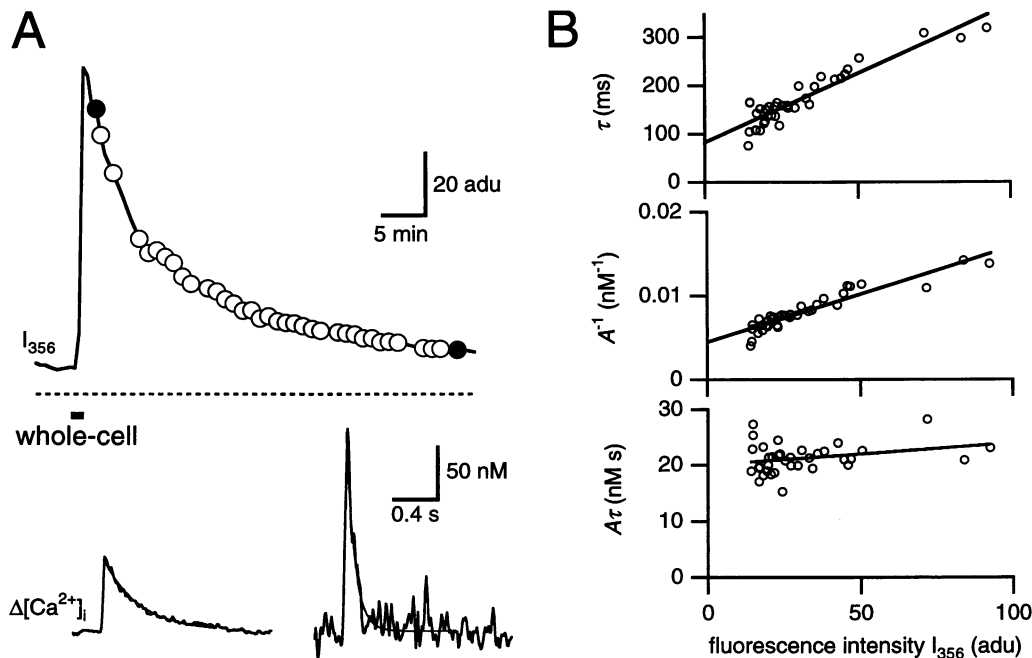 A
20 adu
5 min
I356
whole-cell
50 nM
0.4 s
Δ[Ca²⁺]i
B
300
200
100
0
τ (ms)
0.02
0.01
0
A⁻¹ (nM⁻¹)
30
20
10
0
Aτ (nM s)
0
50
100
fluorescence intensity I356 (adu)